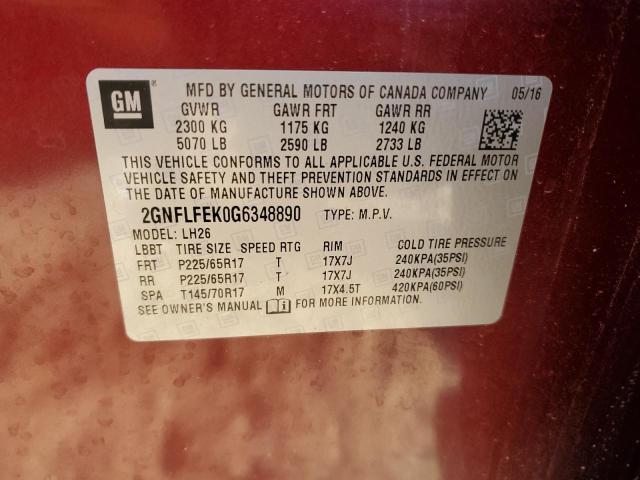 GM
MFD BY GENERAL MOTORS OF CANADA COMPANY 05/16
GVWR GAWR FRT GAWR RR
2300 KG 1175 KG 1240 KG
5070 LB 2590 LB 2733 LB
THIS VEHICLE CONFORMS TO ALL APPLICABLE U.S. FEDERAL MOTOR
VEHICLE SAFETY AND THEFT PREVENTION STANDARDS IN EFFECT ON
THE DATE OF MANUFACTURE SHOWN ABOVE.
2GNFLFEK0G6348890 TYPE: M.P.V.
MODEL: LH26
LBBT TIRE SIZE SPEED RTG RIM COLD TIRE PRESSURE
FRT P225/65R17 T 17X7J 240KPA(35PSI)
RR P225/65R17 T 17X7J 240KPA(35PSI)
SPA T145/70R17 M 17X4.5T 420KPA(60PSI)
SEE OWNER'S MANUAL FOR MORE INFORMATION.